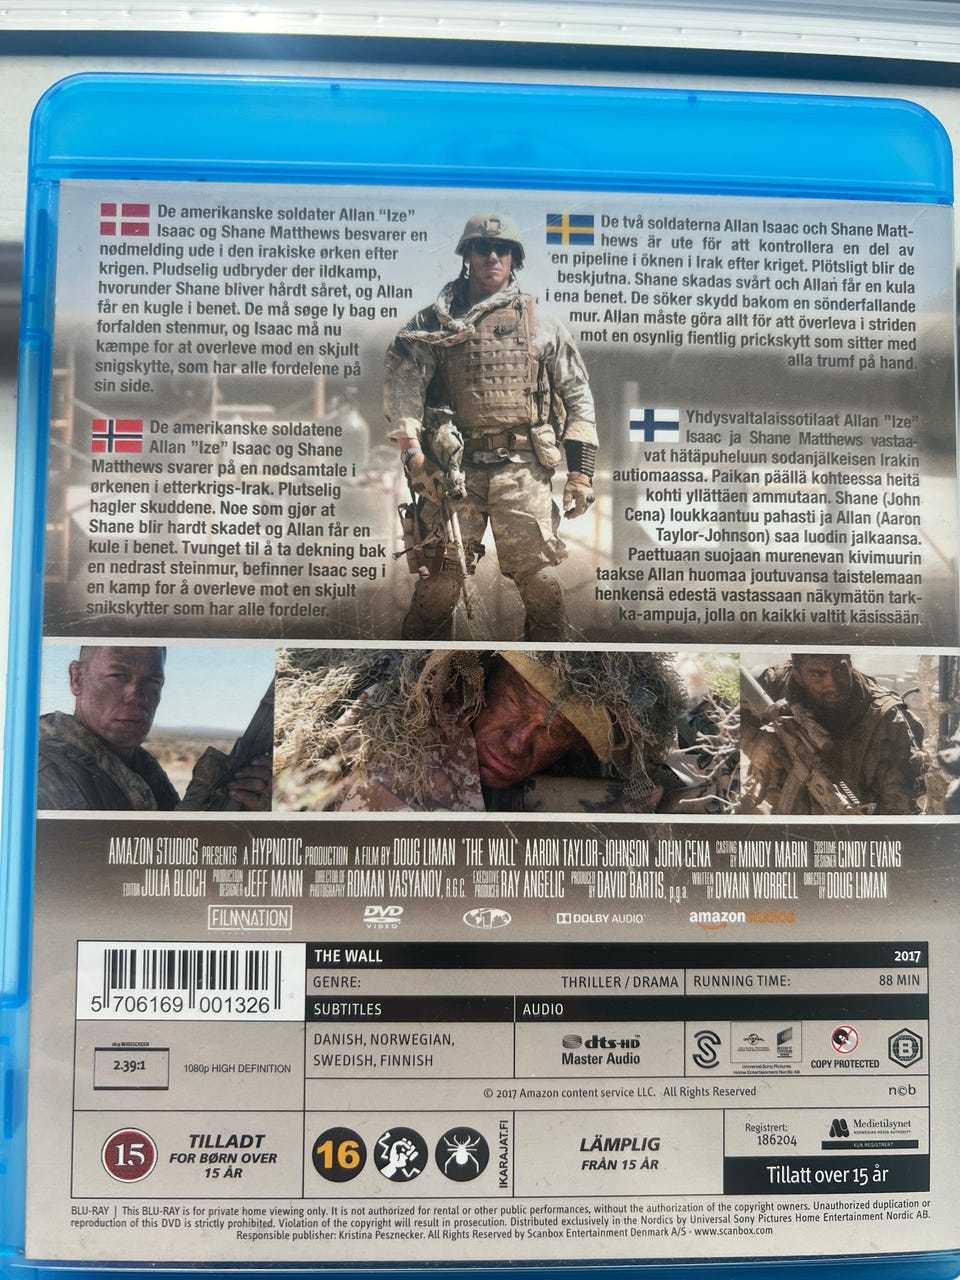 De amerikanske soldater Allan "Ize"
Isaac og Shane Matthews besvarer en
nødmelding ude i den irakiske ørken efter
krigen. Pludselig udbryder der ildkamp,
hvorunder Shane bliver hårdt såret, og Allan
får en kugle i benet. De må søge ly bag en
forfalden stenmur, og Isaac må nu
kæmpe for at overleve mod en skjult
snigskytte, som har alle fordelene på
sin side.
De två soldaterna Allan Isaac och Shane Matt-
hews är ute för att kontrollera en del av
en pipeline i öknen i Irak efter kriget. Plötsligt blir de
beskjutna. Shane skadas svårt och Allan får en kula
i ena benet. De söker skydd bakom en sönderfallande
mur. Allan måste göra allt för att överleva i striden
mot en osynlig fientlig prickskytt som sitter med
alla trumf på hand.
De amerikanske soldatene
Allan "Ize" Isaac og Shane
Matthews svarer på en nødsamtale i
ørkenen i etterkrigs-Irak. Plutselig
hagler skuddene. Noe som gjør at
Shane blir hardt skadet og Allan får en
kule i benet. Tvunget til å ta dekning bak
en nedrast steinmur, befinner Isaac seg i
en kamp for å overleve mot en skjult
snikskytter som har alle fordeler.
Yhdysvaltalaissotilaat Allan "Ize"
Isaac ja Shane Matthews vastaa-
vat hätäpuheluun sodanjälkeisen Irakin
autiomaassa. Paikan päällä kohteessa heitä
kohti yllättäen ammutaan. Shane (John
Cena) loukkaantuu pahasti ja Allan (Aaron
Taylor-Johnson) saa luodin jalkaansa.
Paettuaan suojaan murenevan kivimuurin
taakse Allan huomaa joutuvansa taistelemaan
henkensä edestä vastassaan näkymätön tark-
ka-ampuja, jolla on kaikki valtit käsissään.
AMAZON STUDIOS PRESENTS A HYPNOTIC PRODUCTION A FILM BY DOUG LIMAN "THE WALL" AARON TAYLOR-JOHNSON JOHN CENA CASTING BY MINDY MARIN COSTUME DESIGNER CINDY EVANS
EDITOR JULIA BLOCH PRODUCTION DESIGNER JEFF MANN DIRECTOR OF PHOTOGRAPHY ROMAN VASYANOV, R.G.C. EXECUTIVE PRODUCER RAY ANGELIC PRODUCED BY DAVID BARTIS, p.g.a. WRITTEN BY DWAIN WORRELL DIRECTED BY DOUG LIMAN
FILMNATION DVD VIDEO DOLBY AUDIO amazonstudios
5 706169 001326
THE WALL 2017
GENRE: THRILLER / DRAMA RUNNING TIME: 88 MIN
SUBTITLES AUDIO
DANISH, NORWEGIAN,
SWEDISH, FINNISH
dts-HD
Master Audio
16:9 WIDESCREEN
2.39:1
1080p HIGH DEFINITION
UNIVERSAL SONY PICTURES
Universal Sony Pictures
Home Entertainment Nordic AB
COPY PROTECTED
B
© 2017 Amazon content service LLC. All Rights Reserved
ncb
15
TILLADT
FOR BØRN OVER
15 ÅR
16
IKARAJAT.FI
LÄMPLIG
FRÅN 15 ÅR
Registrert:
186204
Medietilsynet
NORWEGIAN MEDIA AUTHORITY
KUN REGISTRERT
Tillatt over 15 år
BLU-RAY | This BLU-RAY is for private home viewing only. It is not authorized for rental or other public performances, without the authorization of the copyright owners. Unauthorized duplication or
reproduction of this DVD is strictly prohibited. Violation of the copyright will result in prosecution. Distributed exclusively in the Nordics by Universal Sony Pictures Home Entertainment Nordic AB.
Responsible publisher: Kristina Pesznecker. All Rights Reserved by Scanbox Entertainment Denmark A/S - www.scanbox.com